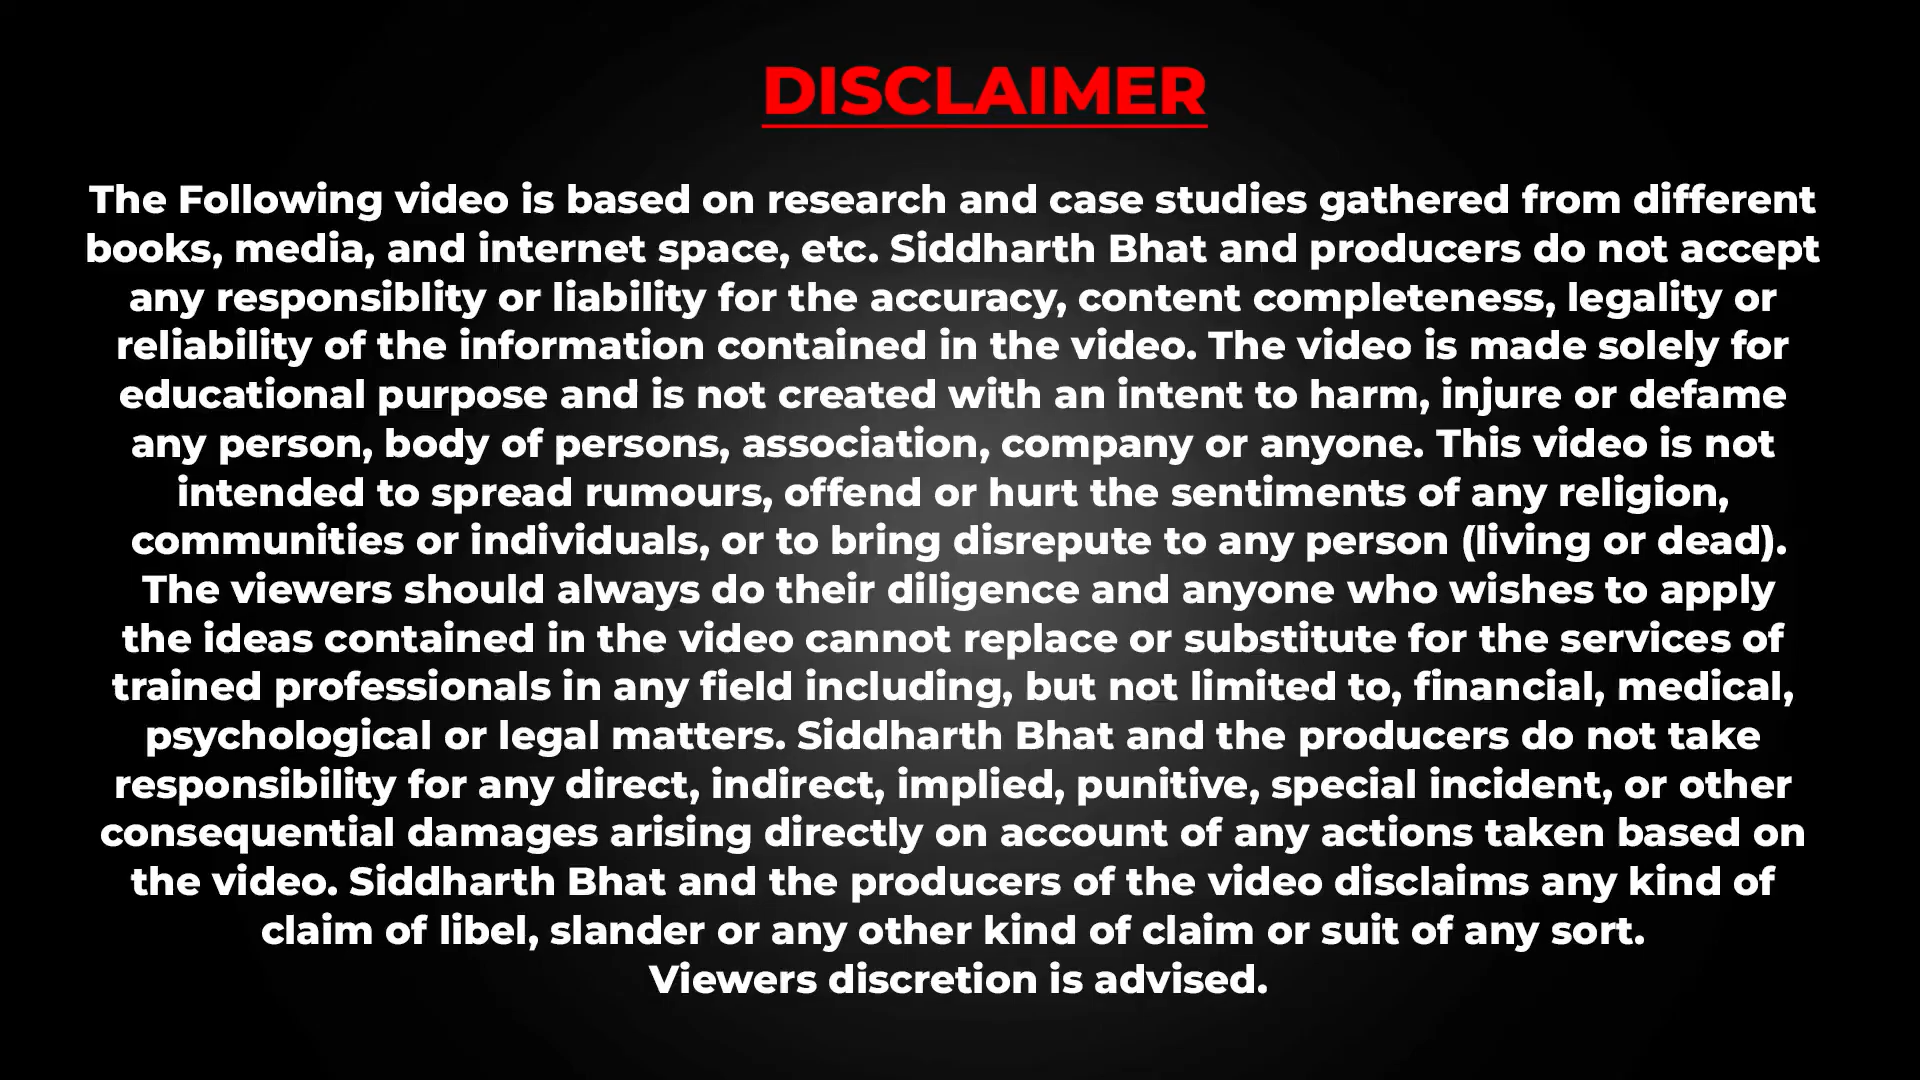 DISCLAIMER
The Following video is based on research and case studies gathered from different
books, media, and internet space, etc. Siddharth Bhat and producers do not accept
any responsiblity or liability for the accuracy, content completeness, legality or
reliability of the information contained in the video. The video is made solely for
educational purpose and is not created with an intent to harm, injure or defame
any person, body of persons, association, company or anyone. This video is not
intended to spread rumours, offend or hurt the sentiments of any religion,
communities or individuals, or to bring disrepute to any person (living or dead).
The viewers should always do their diligence and anyone who wishes to apply
the ideas contained in the video cannot replace or substitute for the services of
trained professionals in any field including, but not limited to, financial, medical,
psychological or legal matters. Siddharth Bhat and the producers do not take
responsibility for any direct, indirect, implied, punitive, special incident, or other
consequential damages arising directly on account of any actions taken based on
the video. Siddharth Bhat and the producers of the video disclaims any kind of
claim of libel, slander or any other kind of claim or suit of any sort.
Viewers discretion is advised.